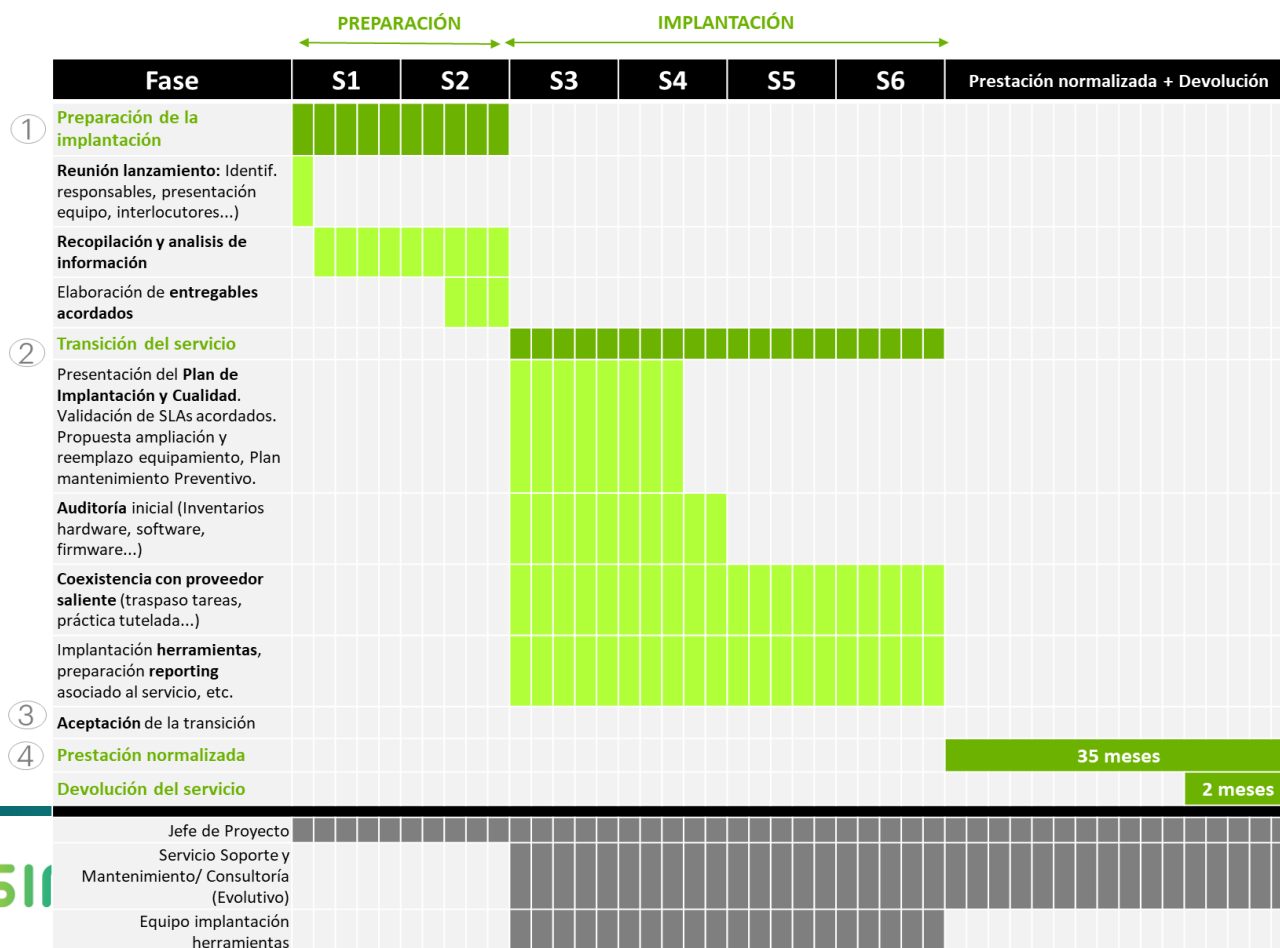 PREPARACIÓN
IMPLANTACIÓN
Fase
S1
S2
S3
S4
S5
S6
Prestación normalizada + Devolución
1
Preparación de la
implantación
Reunión lanzamiento: Identif.
responsables, presentación
equipo, interlocutores...)
Recopilación y analisis de
información
Elaboración de entregables
acordados
2
Transición del servicio
Presentación del Plan de
Implantación y Cualidad.
Validación de SLAs acordados.
Propuesta ampliación y
reemplazo equipamiento, Plan
mantenimiento Preventivo.
Auditoría inicial (Inventarios
hardware, software,
firmware...)
Coexistencia con proveedor
saliente (traspaso tareas,
práctica tutelada...)
Implantación herramientas,
preparación reporting
asociado al servicio, etc.
3
Aceptación de la transición
4
Prestación normalizada
35 meses
Devolución del servicio
2 meses
Jefe de Proyecto
Servicio Soporte y
Mantenimiento/ Consultoría
(Evolutivo)
Equipo implantación
herramientas